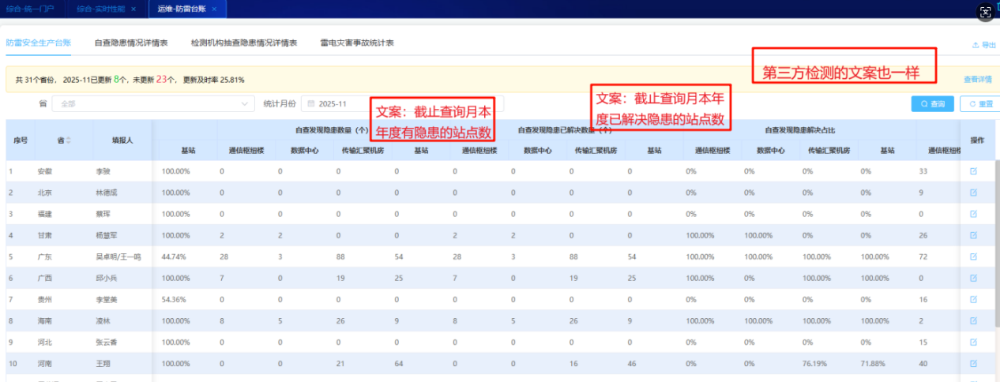 综合-统一门户 综合-实时性能 × 运维-防雷台账 ×
防雷安全生产台账 自查隐患情况详情表 检测机构抽查隐患情况详情表 雷电灾害事故统计表 导出
第三方检测的文案也一样
共 31个省份, 2025-11已更新 8个, 未更新 23个, 更新及时率 25.81% 查看详情
省 全部 统计月份 2025-11 查询 重置
文案：截止查询月本
年度有隐患的站点数
文案：截止查询月本年
度已解决隐患的站点数
序号 省 填报人 自查发现隐患数量（个） 自查发现隐患已解决数量（个） 自查发现隐患解决占比 操作
基站 通信枢纽楼 数据中心 传输汇聚机房 基站 通信枢纽楼 数据中心 传输汇聚机房 基站 通信枢纽楼 数据中心 传输汇聚机房 基站 通信枢纽楼
1 安徽 李骏 100.00% 0 0 0 0 0 0 0 0 0% 0% 0% 0% 33
2 北京 林德成 100.00% 0 0 0 0 0 0 0 0 0% 0% 0% 0% 9
3 福建 蔡珲 100.00% 0 0 0 0 0 0 0 0 0% 0% 0% 0% 0
4 甘肃 杨慧军 100.00% 2 2 0 0 2 2 0 0 100.00% 100.00% 0% 0% 26
5 广东 吴卓明/王一鸣 44.74% 28 3 88 54 28 3 88 54 100.00% 100.00% 100.00% 100.00% 72
6 广西 邱小兵 100.00% 7 0 19 25 7 0 19 25 100.00% 0% 100.00% 100.00% 0
7 贵州 李堂美 54.36% 0 0 0 0 0 0 0 0 0% 0% 0% 0% 16
8 海南 凌林 100.00% 8 5 26 9 8 5 26 9 100.00% 100.00% 100.00% 100.00% 2
9 河北 张云香 100.00% 0 0 0 0 0 0 0 0 0% 0% 0% 0% 15
10 河南 王翔 100.00% 0 0 21 64 0 0 16 46 0% 0% 76.19% 71.88% 40